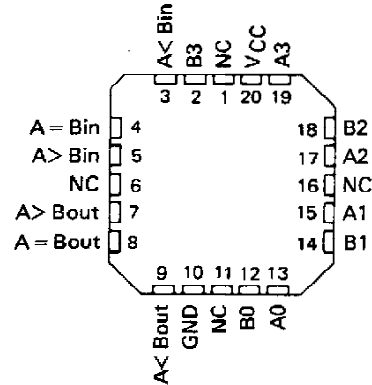 A< Bin
B3
NC
VCC
A3
3 2 1 20 19
A = Bin 4
A> Bin 5
NC 6
A> Bout 7
A = Bout 8
18 B2
17 A2
16 NC
15 A1
14 B1
9 10 11 12 13
A< Bout
GND
NC
B0
A0